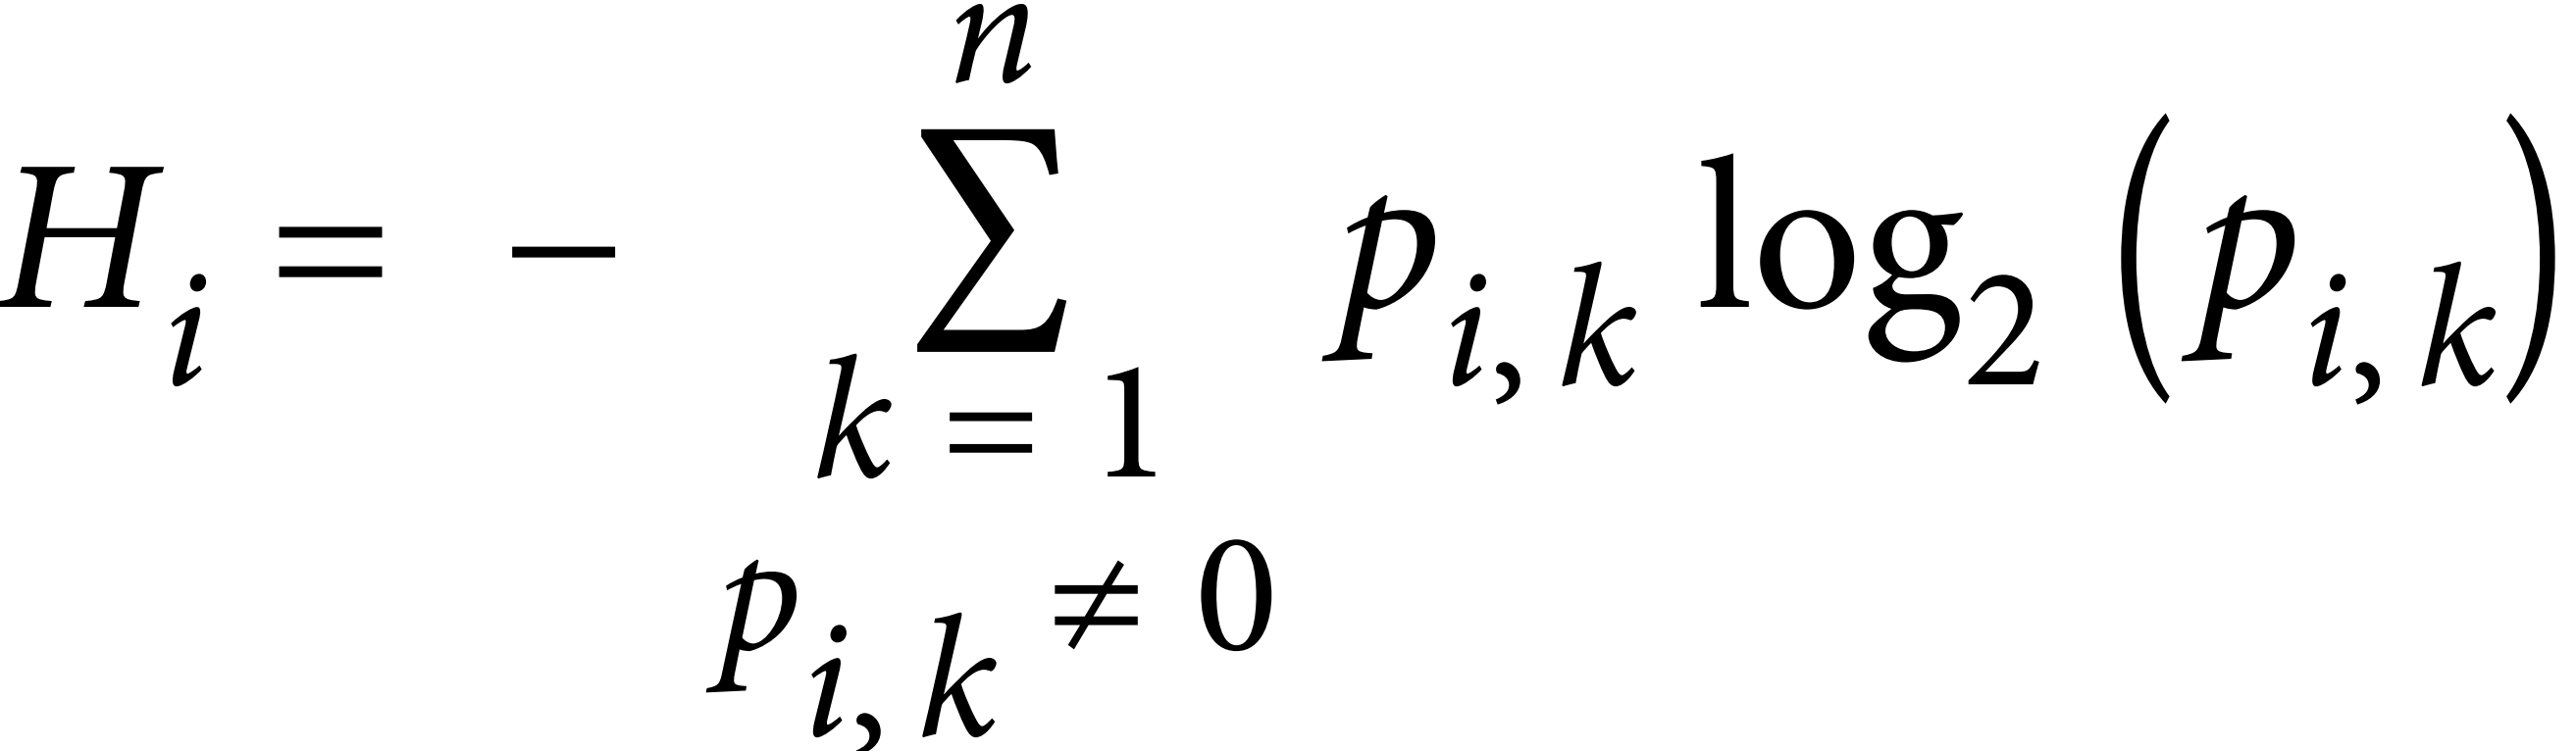 n
H_i = − ∑ p_{i, k} log_2 (p_{i, k})
k = 1
p_{i, k} ≠ 0